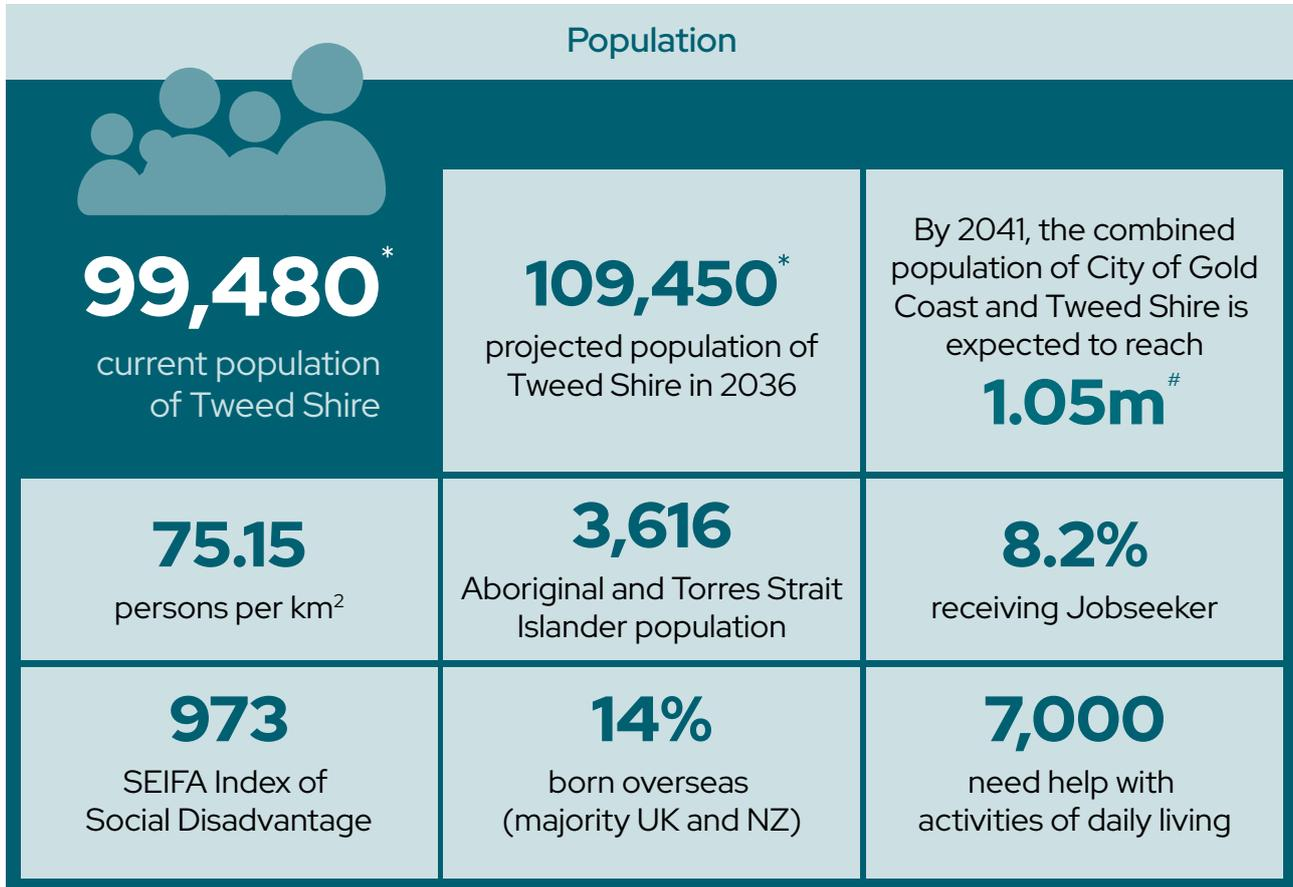 Population
99,480*
current population
of Tweed Shire
109,450*
projected population of
Tweed Shire in 2036
By 2041, the combined
population of City of Gold
Coast and Tweed Shire is
expected to reach
1.05m#
75.15
persons per km²
3,616
Aboriginal and Torres Strait
Islander population
8.2%
receiving Jobseeker
973
SEIFA Index of
Social Disadvantage
14%
born overseas
(majority UK and NZ)
7,000
need help with
activities of daily living